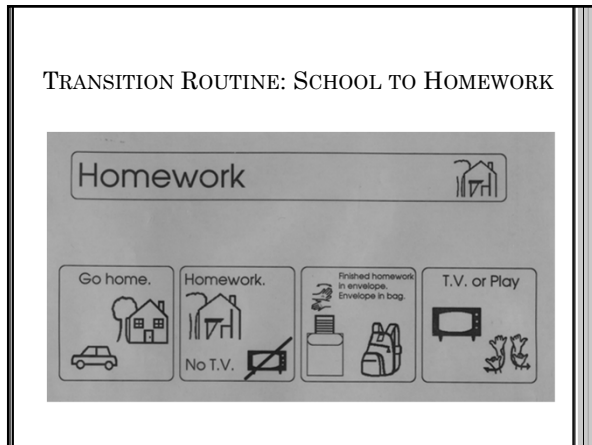 TRANSITION ROUTINE: SCHOOL TO HOMEWORK
Homework
Go home.
Homework.
No T.V.
Finished homework
in envelope.
Envelope in bag.
T.V. or Play